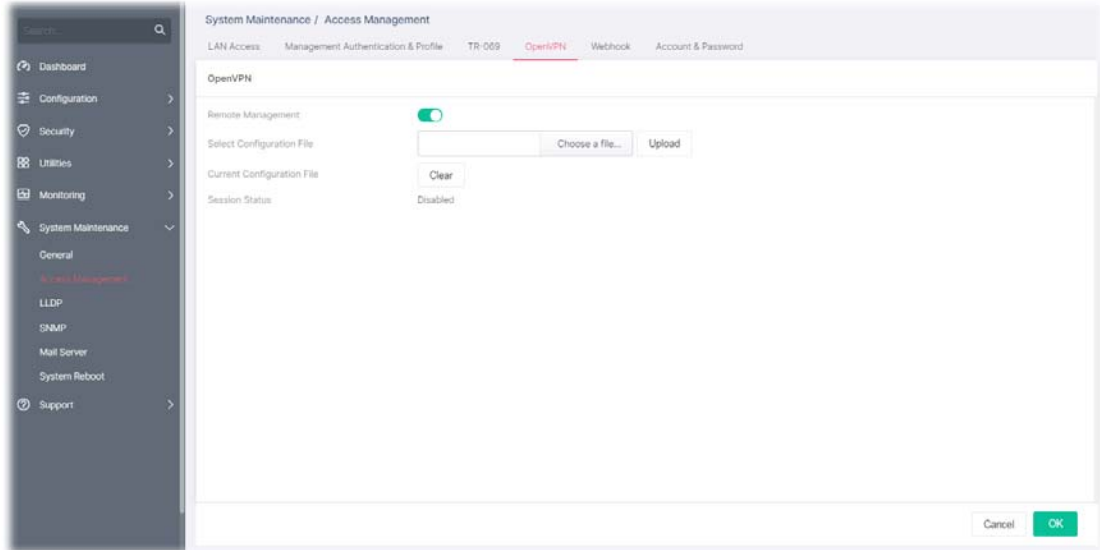 System Maintenance / Access Management
Search...
LAN Access Management Authentication & Profile TR-069 OpenVPN Webhook Account & Password
Dashboard
OpenVPN
Configuration
Remote Management
Security
Select Configuration File Choose a file... Upload
Utilities
Current Configuration File Clear
Monitoring
Session Status Disabled
System Maintenance
General
Access Management
LLDP
SNMP
Mail Server
System Reboot
Support
Cancel OK